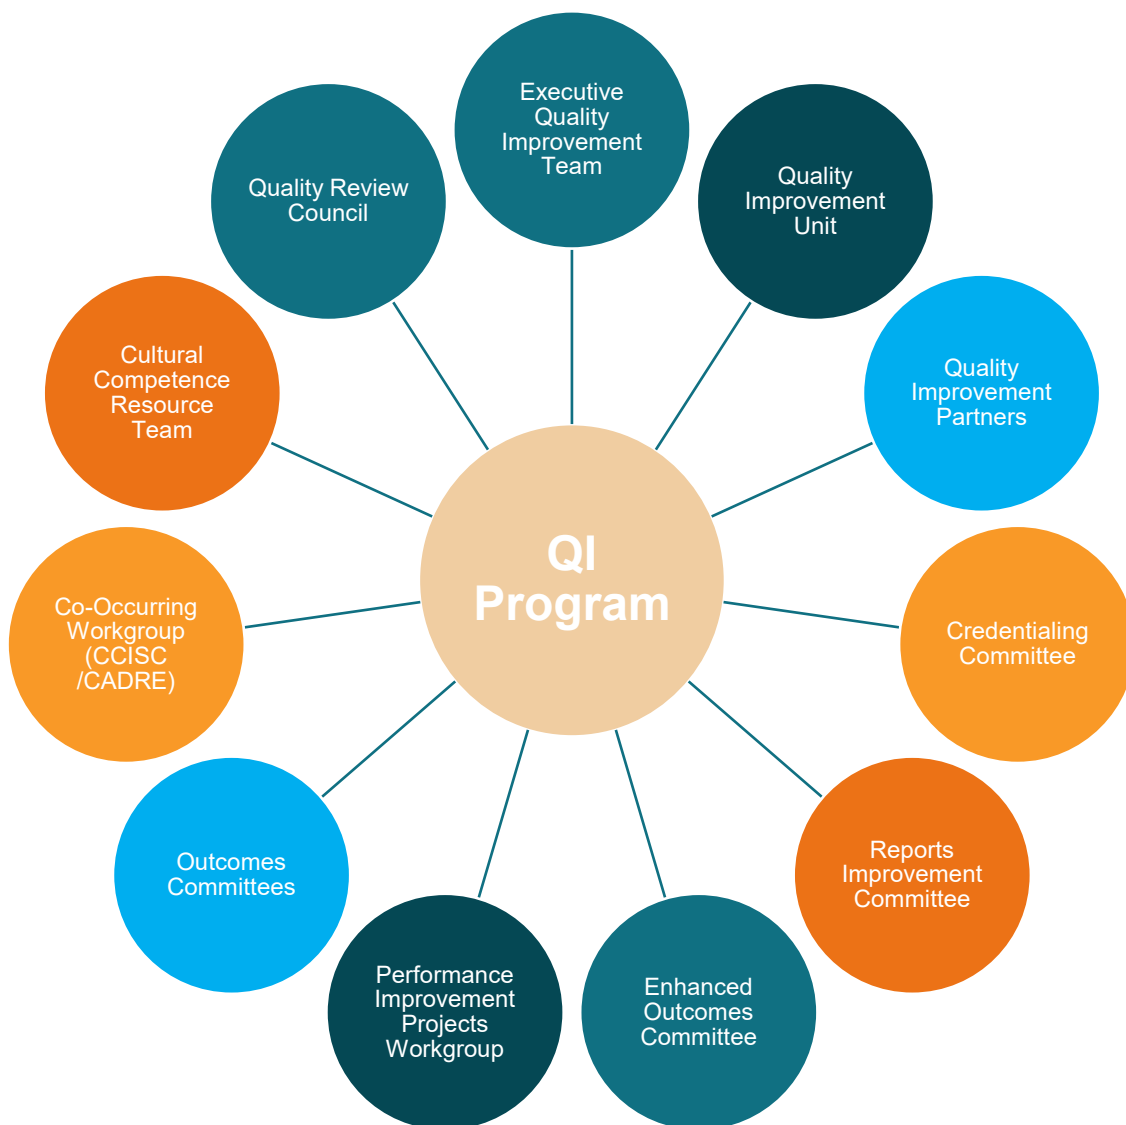 Executive
Quality
Improvement
Team
Quality
Improvement
Unit
Quality
Improvement
Partners
Credentialing
Committee
Reports
Improvement
Committee
Enhanced
Outcomes
Committee
Performance
Improvement
Projects
Workgroup
Outcomes
Committees
Co-Occurring
Workgroup
(CCISC
/CADRE)
Cultural
Competence
Resource
Team
Quality Review
Council
QI
Program